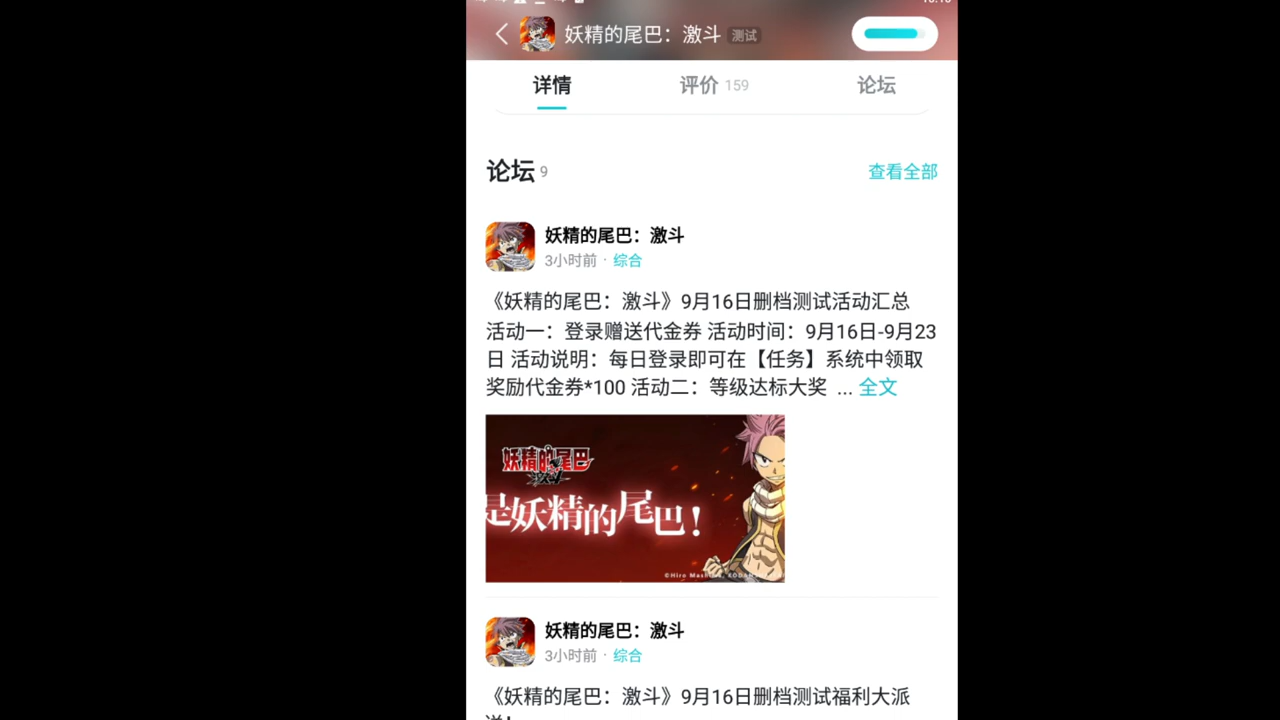 妖精的尾巴：激斗 测试
详情 评价 159 论坛
论坛 9 查看全部
妖精的尾巴：激斗
3小时前 · 综合
《妖精的尾巴：激斗》9月16日删档测试活动汇总
活动一：登录赠送代金券 活动时间：9月16日-9月23
日 活动说明：每日登录即可在【任务】系统中领取
奖励代金券*100 活动二：等级达标大奖 ... 全文
妖精的尾巴
激斗
是妖精的尾巴！
妖精的尾巴：激斗
3小时前 · 综合
《妖精的尾巴：激斗》9月16日删档测试福利大派